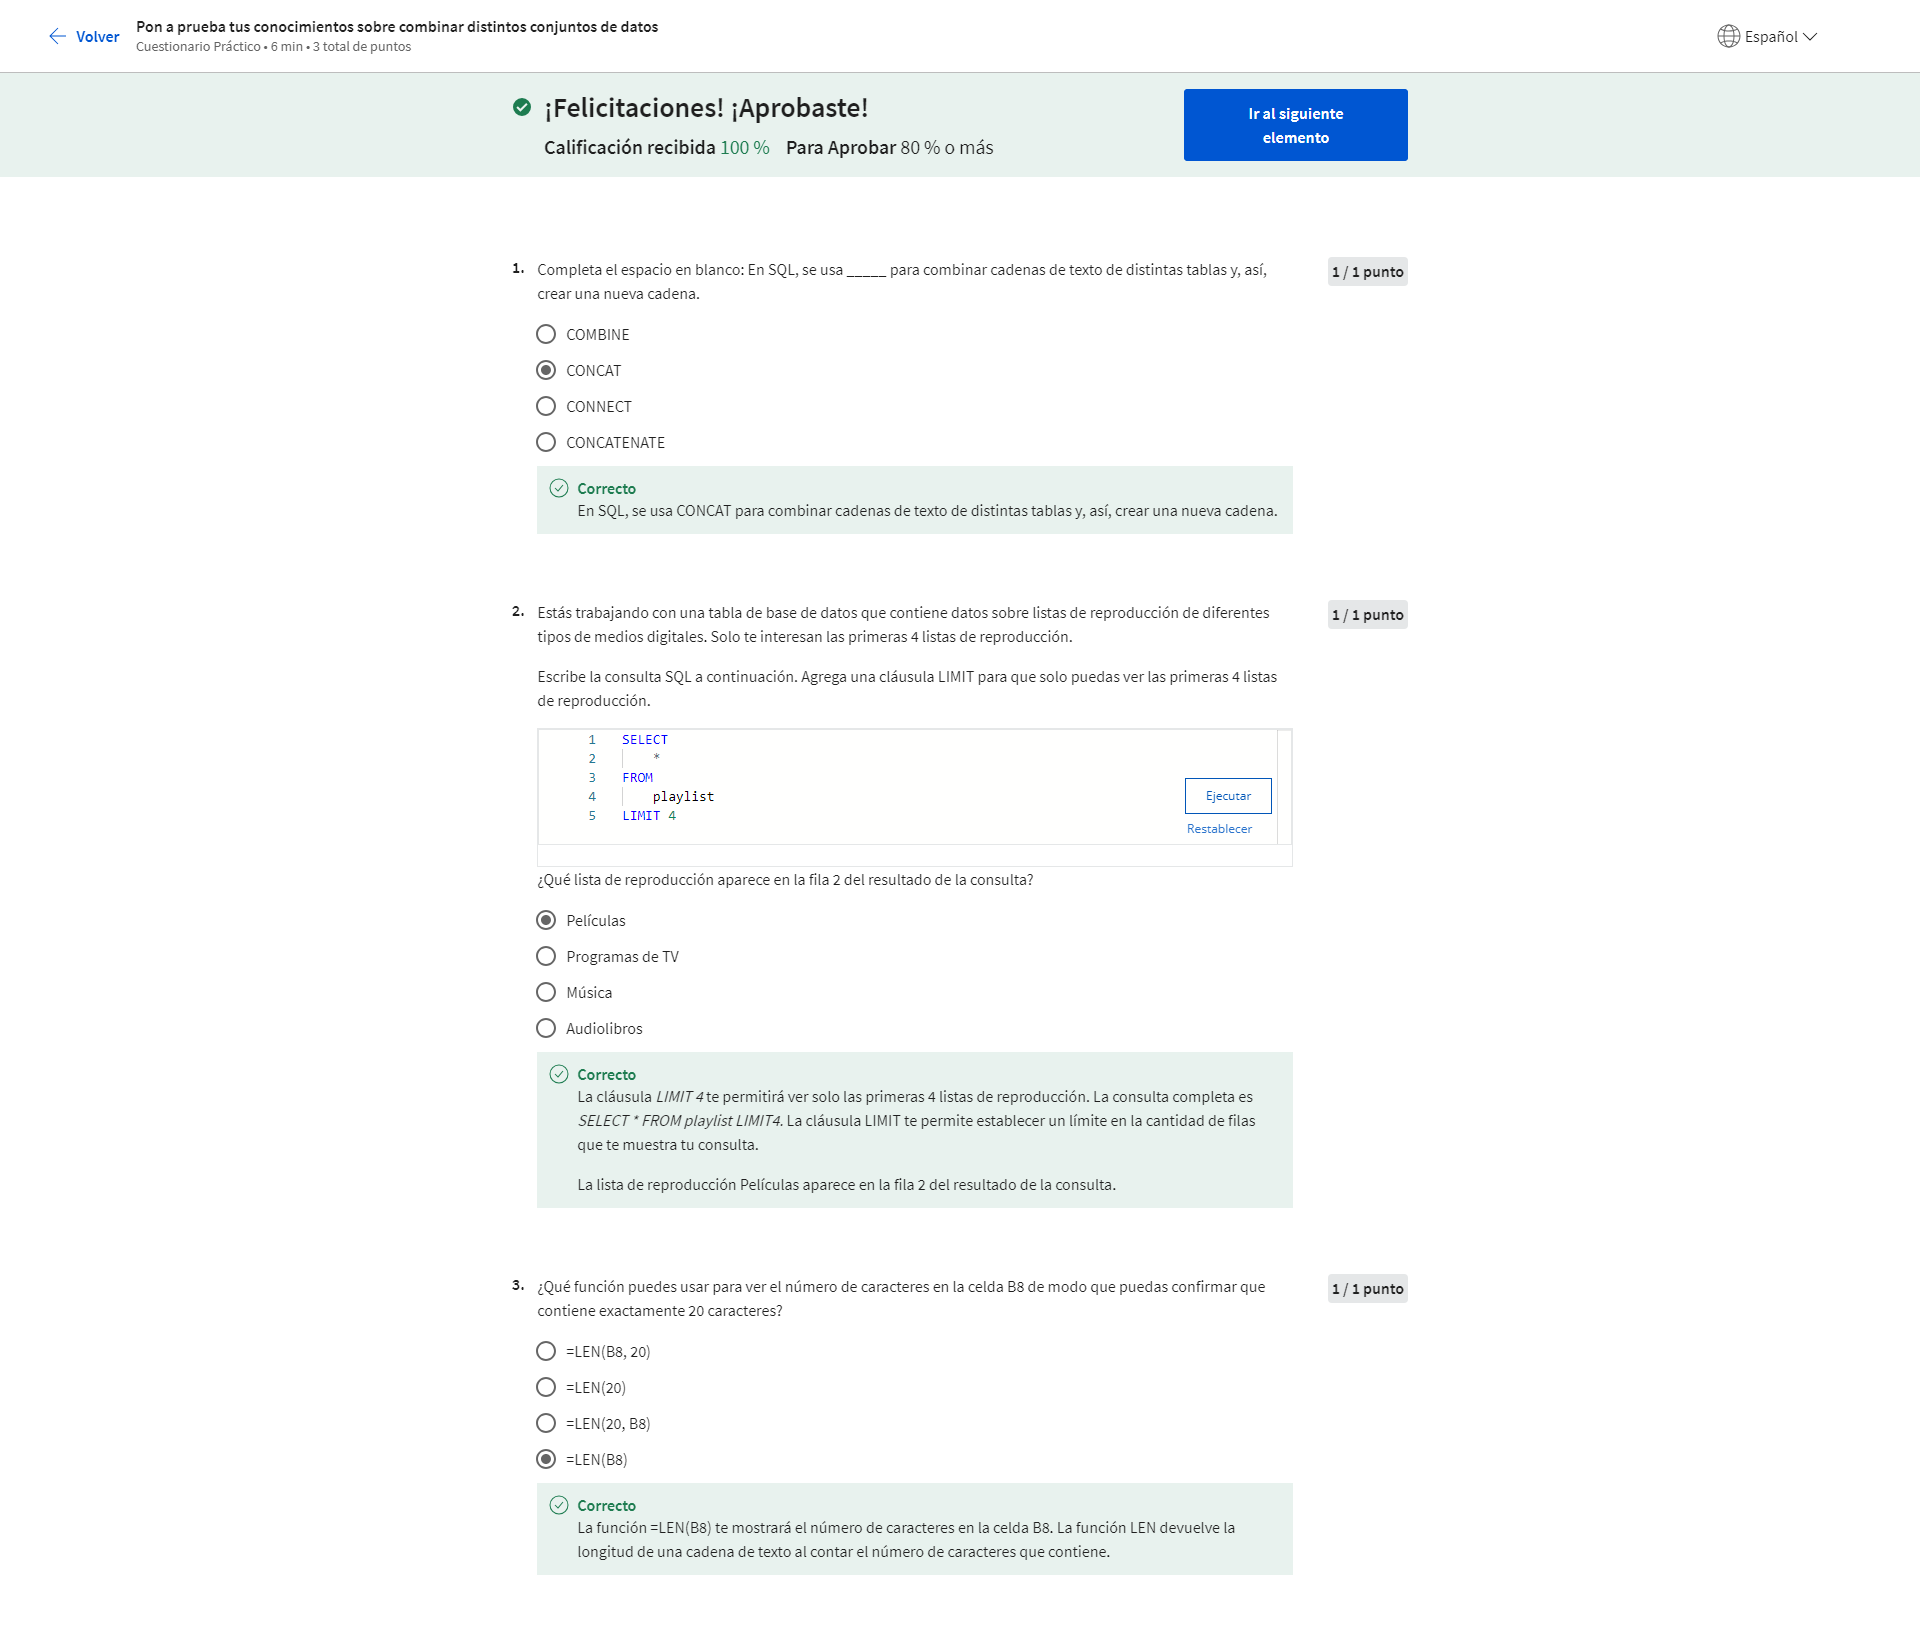 Volver
Pon a prueba tus conocimientos sobre combinar distintos conjuntos de datos
Cuestionario Práctico • 6 min • 3 total de puntos
Español
¡Felicitaciones! ¡Aprobaste!
Calificación recibida 100 % Para Aprobar 80 % o más
Ir al siguiente
elemento
1. Completa el espacio en blanco: En SQL, se usa _____ para combinar cadenas de texto de distintas tablas y, así,
crear una nueva cadena.
1 / 1 punto
COMBINE
CONCAT
CONNECT
CONCATENATE
Correcto
En SQL, se usa CONCAT para combinar cadenas de texto de distintas tablas y, así, crear una nueva cadena.
2. Estás trabajando con una tabla de base de datos que contiene datos sobre listas de reproducción de diferentes
tipos de medios digitales. Solo te interesan las primeras 4 listas de reproducción.
1 / 1 punto
Escribe la consulta SQL a continuación. Agrega una cláusula LIMIT para que solo puedas ver las primeras 4 listas
de reproducción.
1 SELECT
2 *
3 FROM
4 playlist
5 LIMIT 4
Ejecutar
Restablecer
¿Qué lista de reproducción aparece en la fila 2 del resultado de la consulta?
Películas
Programas de TV
Música
Audiolibros
Correcto
La cláusula LIMIT 4 te permitirá ver solo las primeras 4 listas de reproducción. La consulta completa es
SELECT * FROM playlist LIMIT4. La cláusula LIMIT te permite establecer un límite en la cantidad de filas
que te muestra tu consulta.
La lista de reproducción Películas aparece en la fila 2 del resultado de la consulta.
3. ¿Qué función puedes usar para ver el número de caracteres en la celda B8 de modo que puedas confirmar que
contiene exactamente 20 caracteres?
1 / 1 punto
=LEN(B8, 20)
=LEN(20)
=LEN(20, B8)
=LEN(B8)
Correcto
La función =LEN(B8) te mostrará el número de caracteres en la celda B8. La función LEN devuelve la
longitud de una cadena de texto al contar el número de caracteres que contiene.